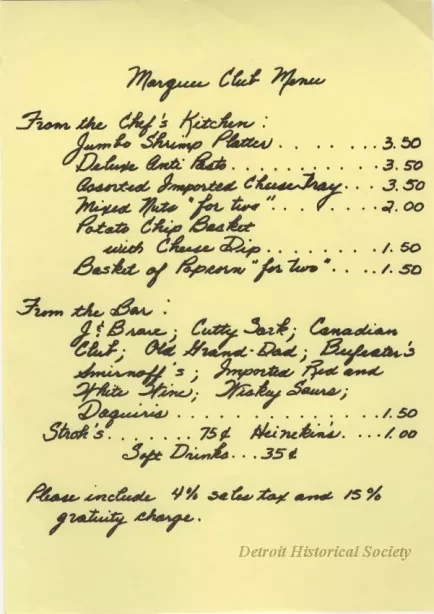 Marquee Club Menu
From the Chef's Kitchen :
Jumbo Shrimp Platter . . . . . . . . 3.50
Deluxe Anti Pasto . . . . . . . . . . . 3.50
Assorted Imported Cheese Tray . . . 3.50
Mixed Nuts "for two" . . . . . . . . 2.00
Potato Chip Basket
with Cheese Dip . . . . . . . . 1.50
Basket of Popcorn "for two" . . . . 1.50
From the Bar :
J & B rare ; Cutty Sark ; Canadian
Club ; Old Grand-Dad ; Beefeater's
Smirnoff's ; Imported Red and
White Wine ; Wiskey Sours ;
Daquiris . . . . . . . . . . . . . . 1.50
Stroh's . . . . . . . 75¢ Heinekins . . . . 1.00
Soft Drinks . . . 35¢
Please include 4% sales tax and 15%
gratuity charge.
Detroit Historical Society